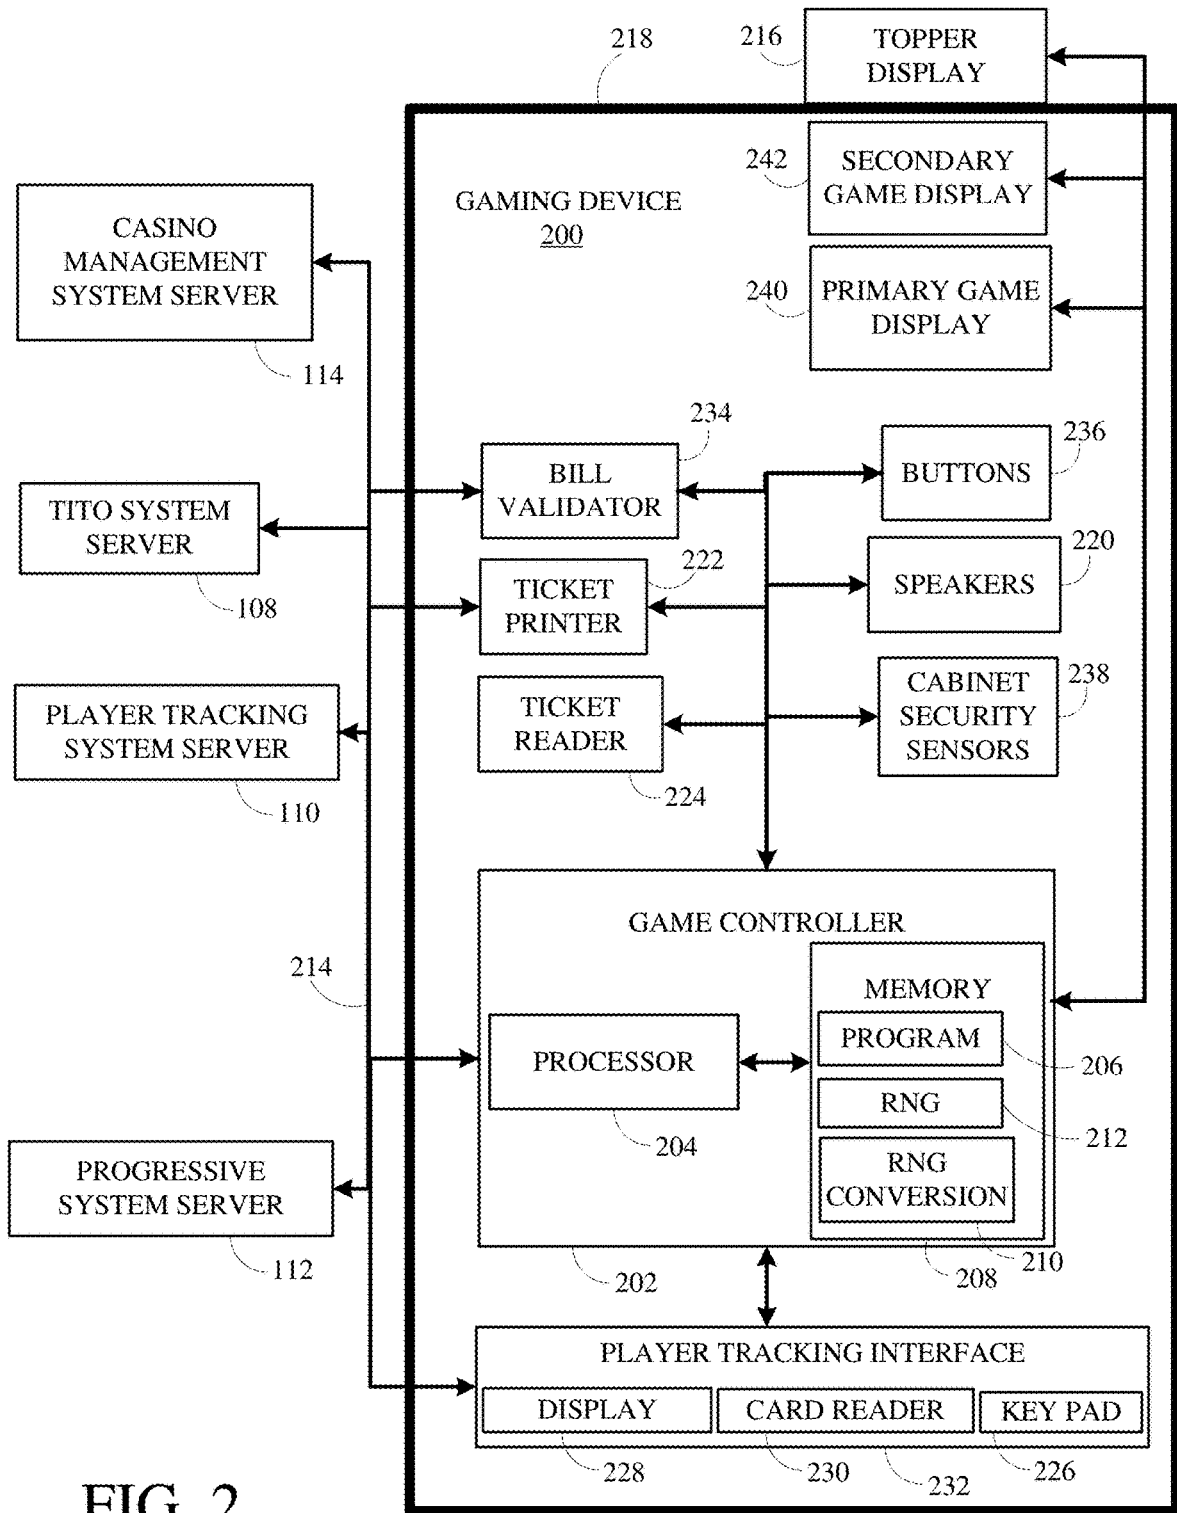 218
216
TOPPER
DISPLAY
242
SECONDARY
GAME DISPLAY
GAMING DEVICE
200
240
PRIMARY GAME
DISPLAY
CASINO
MANAGEMENT
SYSTEM SERVER
114
234
BILL
VALIDATOR
BUTTONS
236
TITO SYSTEM
SERVER
108
222
TICKET
PRINTER
SPEAKERS
220
PLAYER TRACKING
SYSTEM SERVER
110
TICKET
READER
224
CABINET
SECURITY
SENSORS
238
GAME CONTROLLER
214
MEMORY
PROCESSOR
204
PROGRAM
206
RNG
212
RNG
CONVERSION
210
208
202
PROGRESSIVE
SYSTEM SERVER
112
PLAYER TRACKING INTERFACE
DISPLAY
CARD READER
KEY PAD
228
230
232
226
FIG. 2